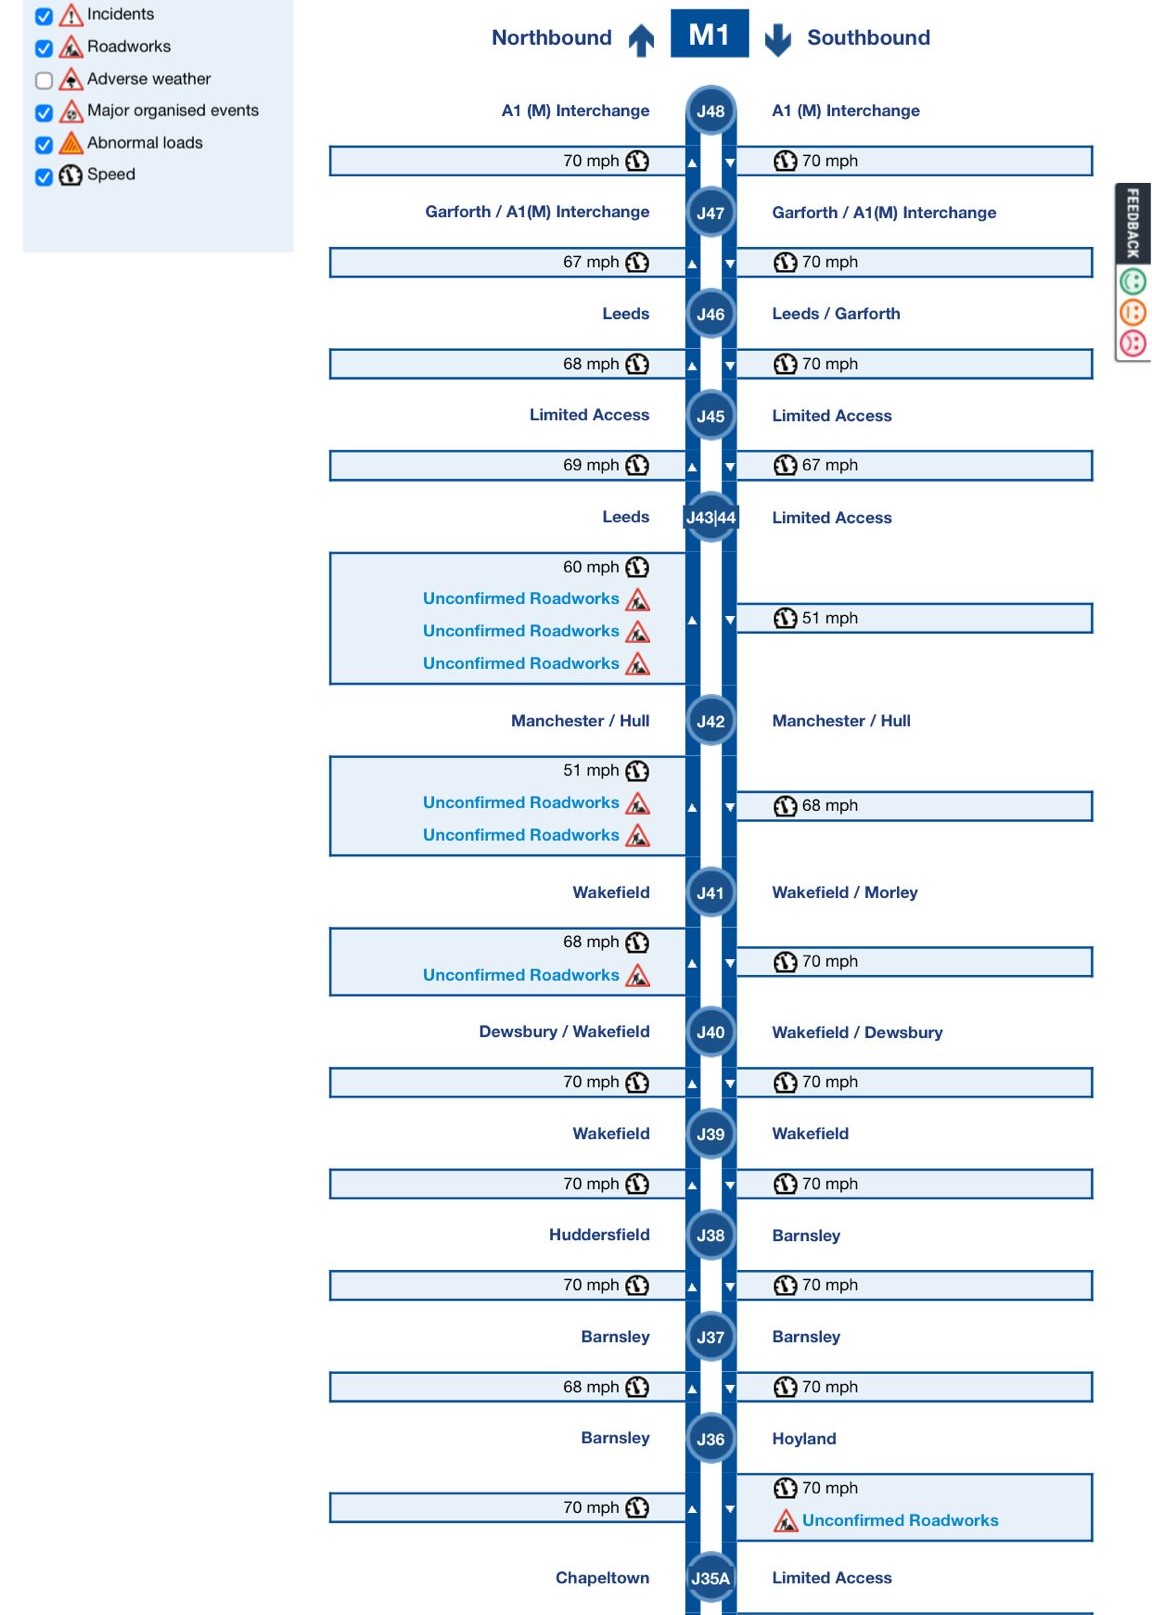 Incidents
Roadworks
Adverse weather
Major organised events
Abnormal loads
Speed
Northbound M1 Southbound
A1 (M) Interchange J48 A1 (M) Interchange
70 mph 70 mph
Garforth / A1(M) Interchange J47 Garforth / A1(M) Interchange
67 mph 70 mph
Leeds J46 Leeds / Garforth
68 mph 70 mph
Limited Access J45 Limited Access
69 mph 67 mph
Leeds J43|44 Limited Access
60 mph
Unconfirmed Roadworks
51 mph
Unconfirmed Roadworks
Unconfirmed Roadworks
Manchester / Hull J42 Manchester / Hull
51 mph
Unconfirmed Roadworks
68 mph
Unconfirmed Roadworks
Wakefield J41 Wakefield / Morley
68 mph
70 mph
Unconfirmed Roadworks
Dewsbury / Wakefield J40 Wakefield / Dewsbury
70 mph 70 mph
Wakefield J39 Wakefield
70 mph 70 mph
Huddersfield J38 Barnsley
70 mph 70 mph
Barnsley J37 Barnsley
68 mph 70 mph
Barnsley J36 Hoyland
70 mph
70 mph
Unconfirmed Roadworks
Chapeltown J35A Limited Access
FEEDBACK